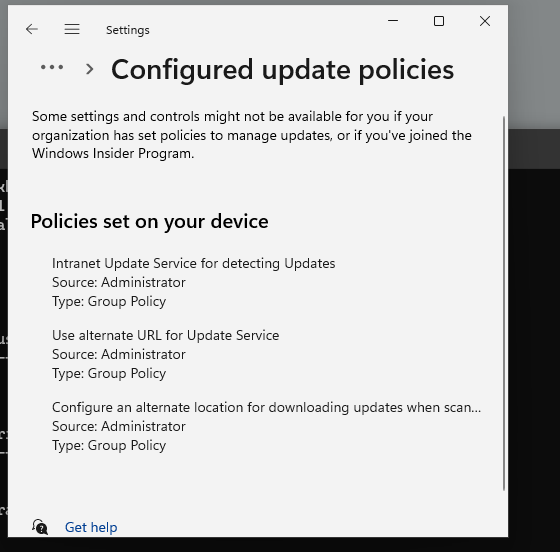 Settings
Configured update policies
Some settings and controls might not be available for you if your
organization has set policies to manage updates, or if you've joined the
Windows Insider Program.
Policies set on your device
Intranet Update Service for detecting Updates
Source: Administrator
Type: Group Policy
Use alternate URL for Update Service
Source: Administrator
Type: Group Policy
Configure an alternate location for downloading updates when scan...
Source: Administrator
Type: Group Policy
Get help